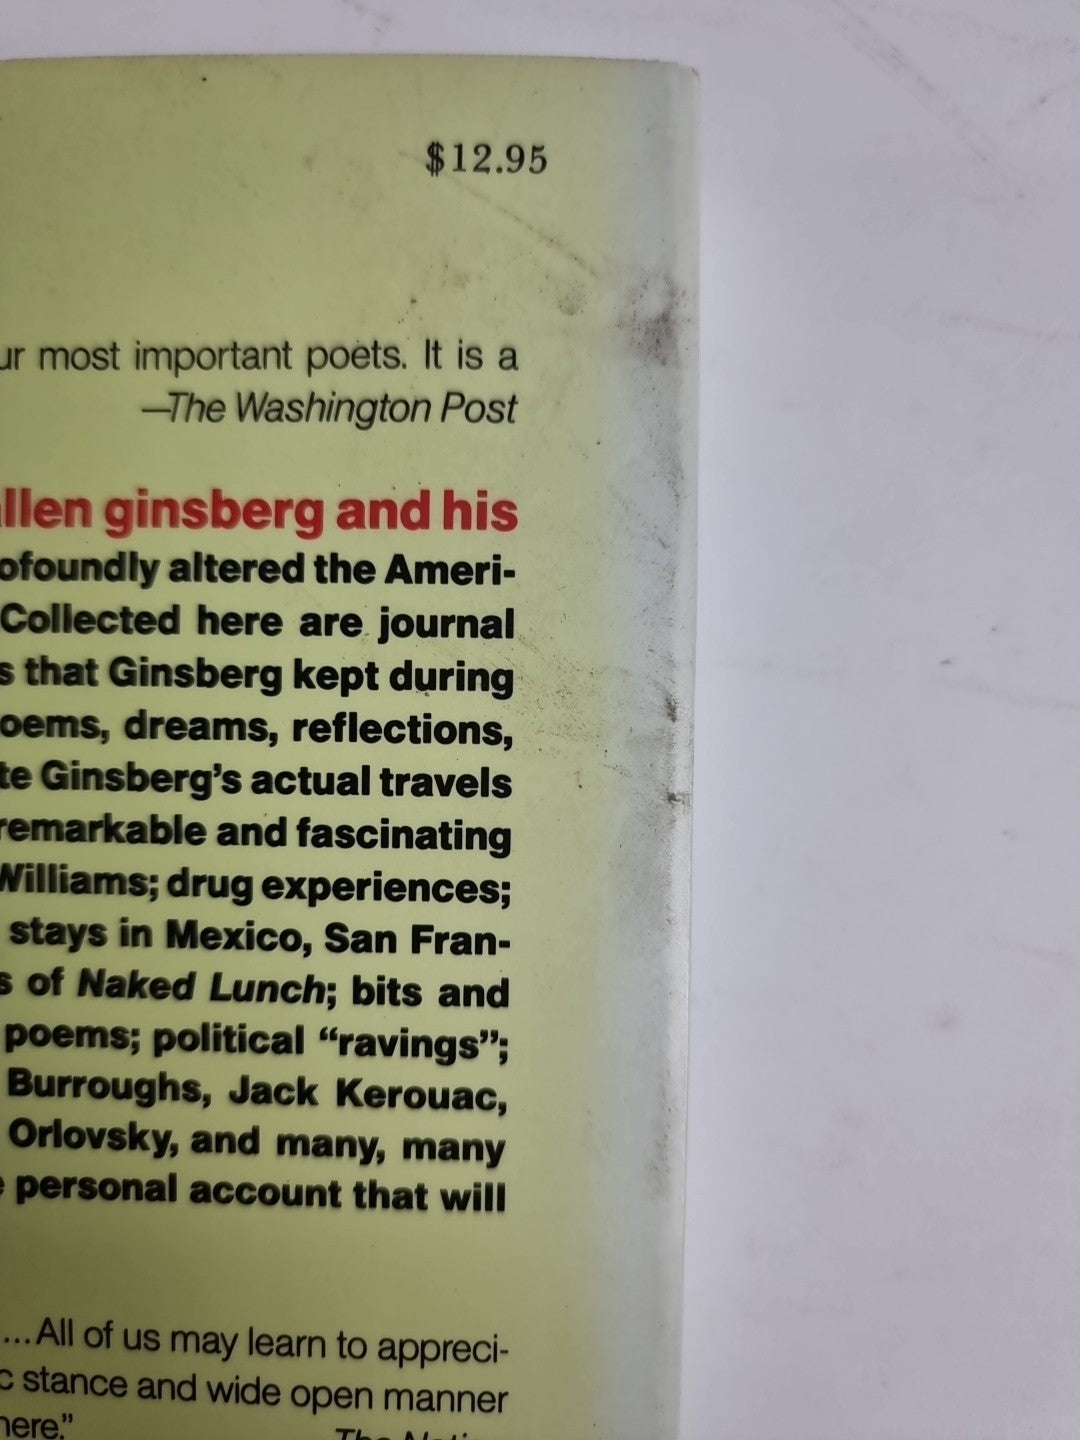 $12.95
most important poets. It is a
—The Washington Post
allen ginsberg and his
ofoundly altered the Ameri-
Collected here are journal
s that Ginsberg kept during
oems, dreams, reflections,
te Ginsberg's actual travels
remarkable and fascinating
Williams; drug experiences;
stays in Mexico, San Fran-
s of Naked Lunch; bits and
poems; political “ravings”;
Burroughs, Jack Kerouac,
Orlovsky, and many, many
personal account that will
...All of us may learn to appreci-
c stance and wide open manner
here.”
The